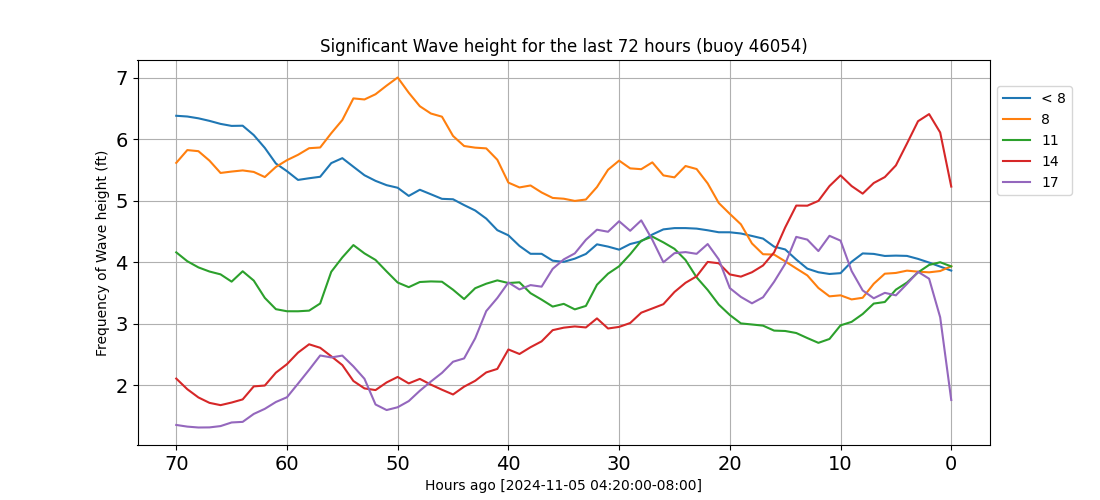 Significant Wave height for the last 72 hours (buoy 46054)
Frequency of Wave height (ft)
7
6
5
4
3
2
70 60 50 40 30 20 10 0
Hours ago [2024-11-05 04:20:00-08:00]
< 8
8
11
14
17